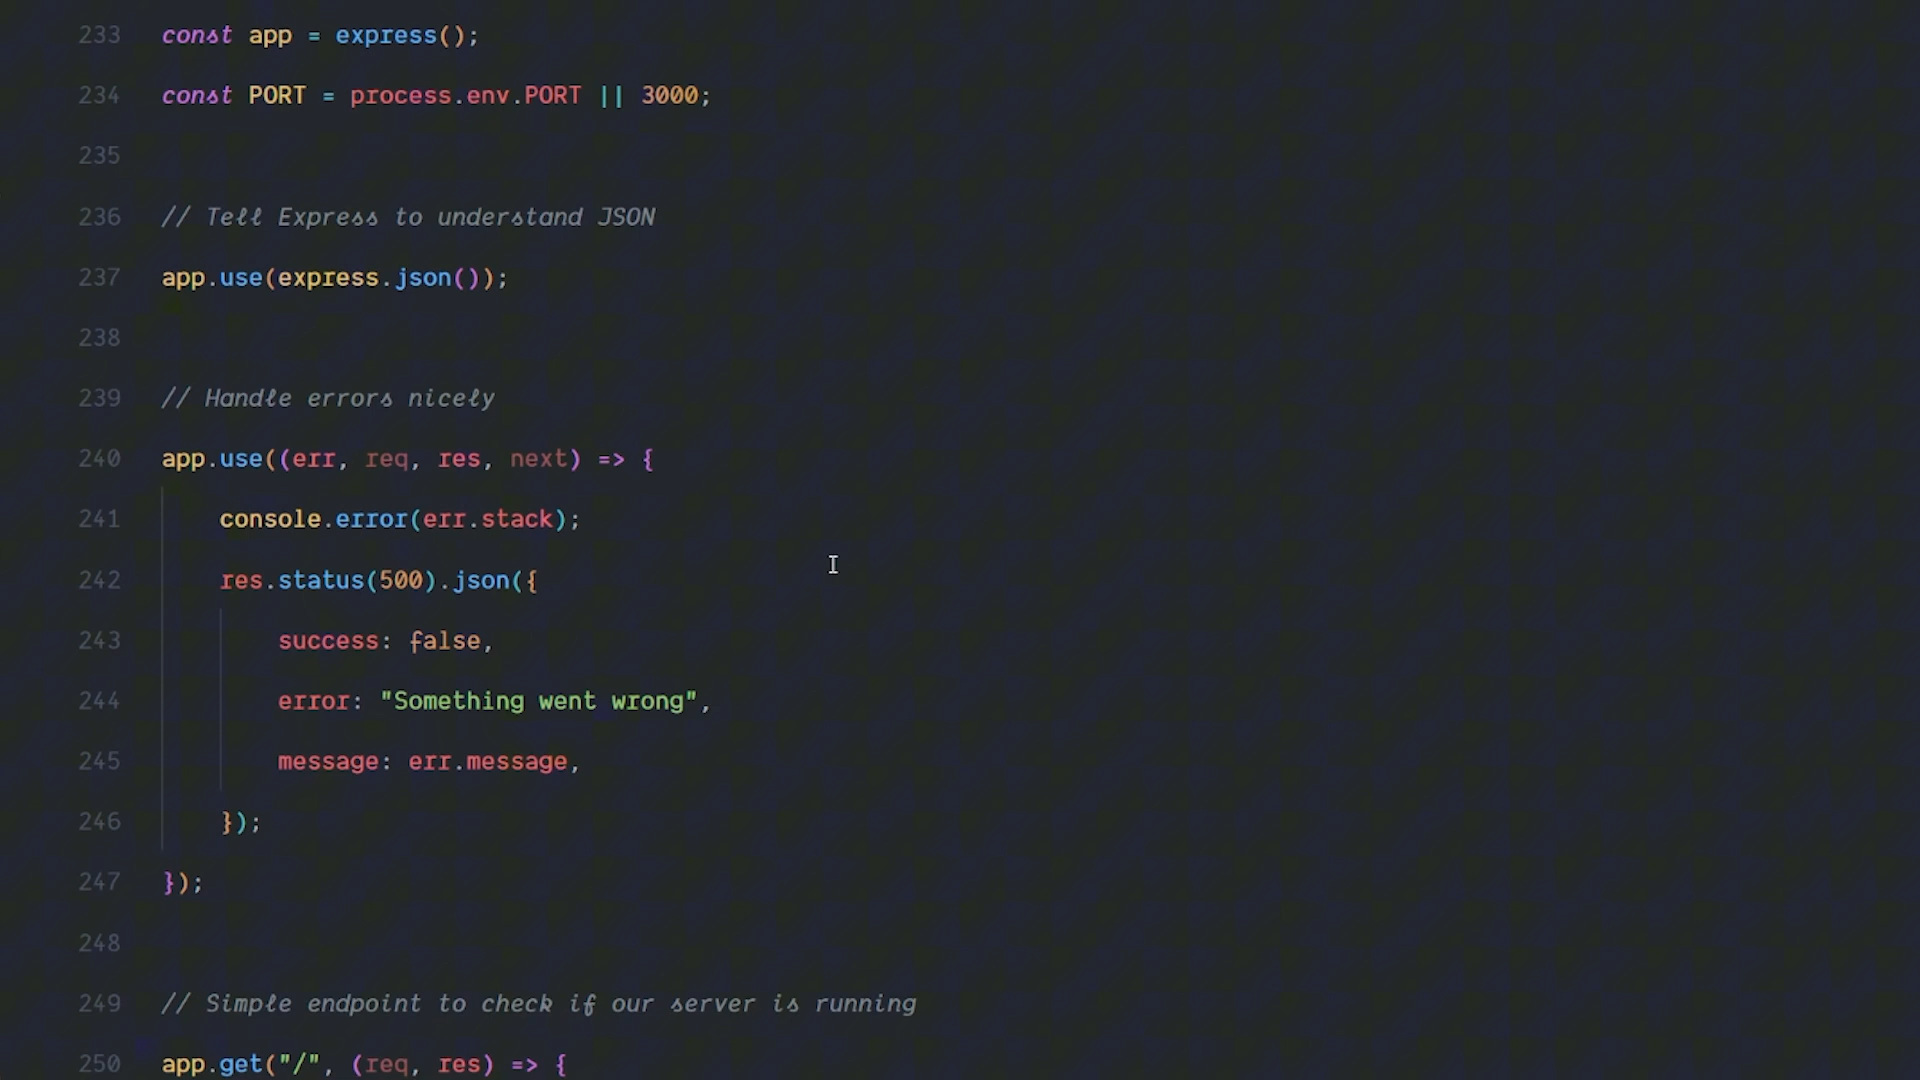 233 const app = express();
234 const PORT = process.env.PORT || 3000;
235
236 // Tell Express to understand JSON
237 app.use(express.json());
238
239 // Handle errors nicely
240 app.use((err, req, res, next) => {
241 console.error(err.stack);
242 res.status(500).json({
243 success: false,
244 error: "Something went wrong",
245 message: err.message,
246 });
247 });
248
249 // Simple endpoint to check if our server is running
250 app.get("/", (req, res) => {